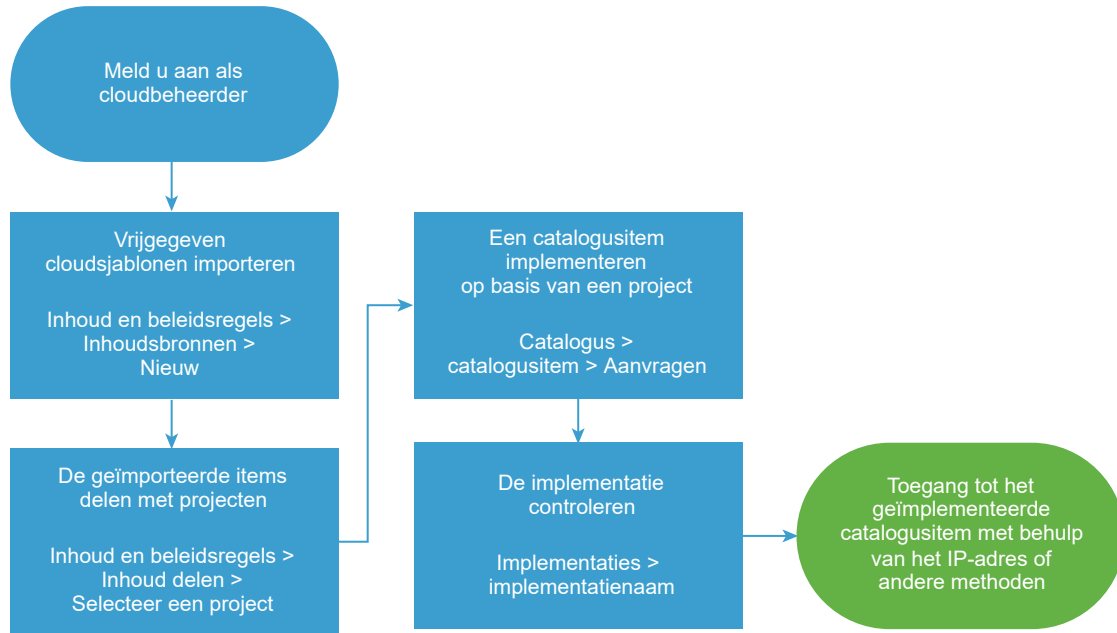 Meld u aan als
cloudbeheerder
Vrijgegeven
cloudsjablonen importeren
Inhoud en beleidsregels >
Inhoudsbronnen >
Nieuw
De geïmporteerde items
delen met projecten
Inhoud en beleidsregels >
Inhoud delen >
Selecteer een project
Een catalogusitem
implementeren
op basis van een project
Catalogus >
catalogusitem > Aanvragen
De implementatie
controleren
Implementaties >
implementatienaam
Toegang tot het
geïmplementeerde
catalogusitem met behulp
van het IP-adres of
andere methoden